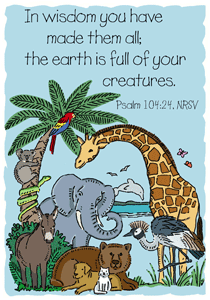 In wisdom you have
made them all;
the earth is full of your
creatures.
Psalm 104:24, NRSV